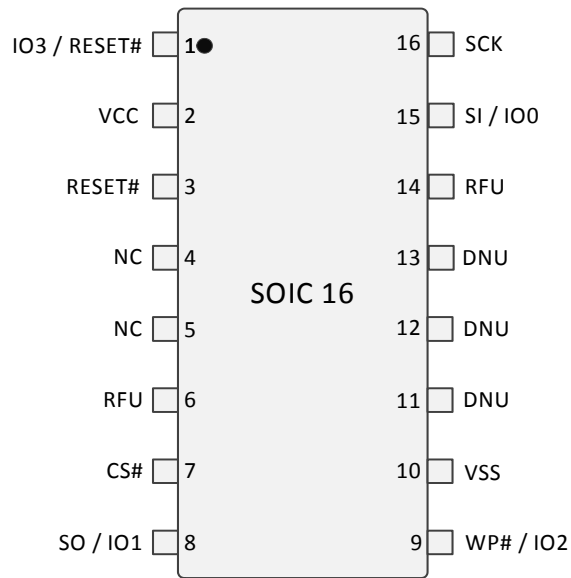 IO3 / RESET# 1 16 SCK
VCC 2 15 SI / IO0
RESET# 3 14 RFU
NC 4 13 DNU
SOIC 16
NC 5 12 DNU
RFU 6 11 DNU
CS# 7 10 VSS
SO / IO1 8 9 WP# / IO2